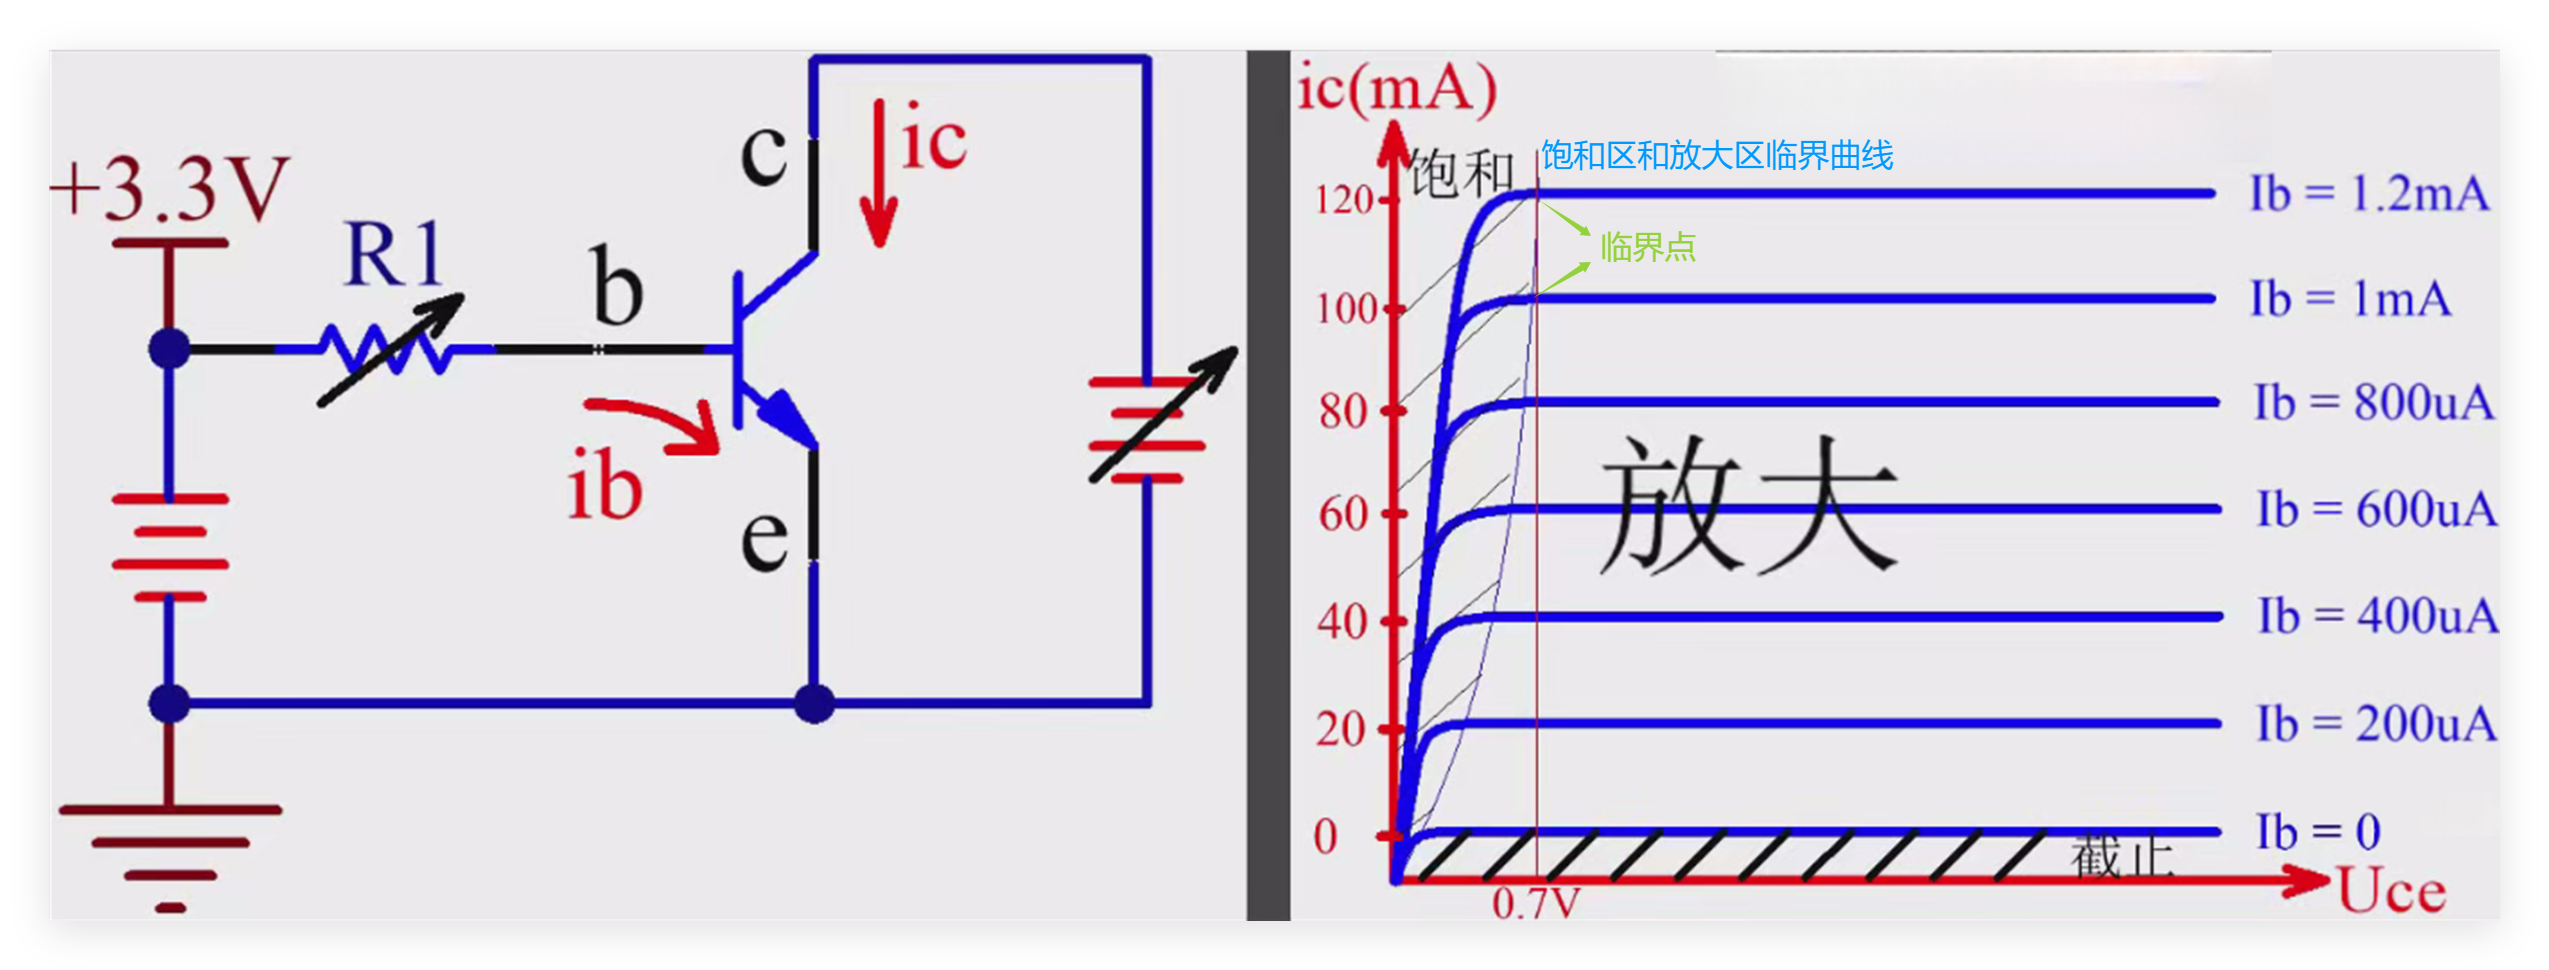 +3.3V
R1
b
c
ic
ib
e
ic(mA)
饱和
饱和区和放大区临界曲线
临界点
120
100
80
60
40
20
0
放大
Ib = 1.2mA
Ib = 1mA
Ib = 800uA
Ib = 600uA
Ib = 400uA
Ib = 200uA
Ib = 0
截止
0.7V
Uce